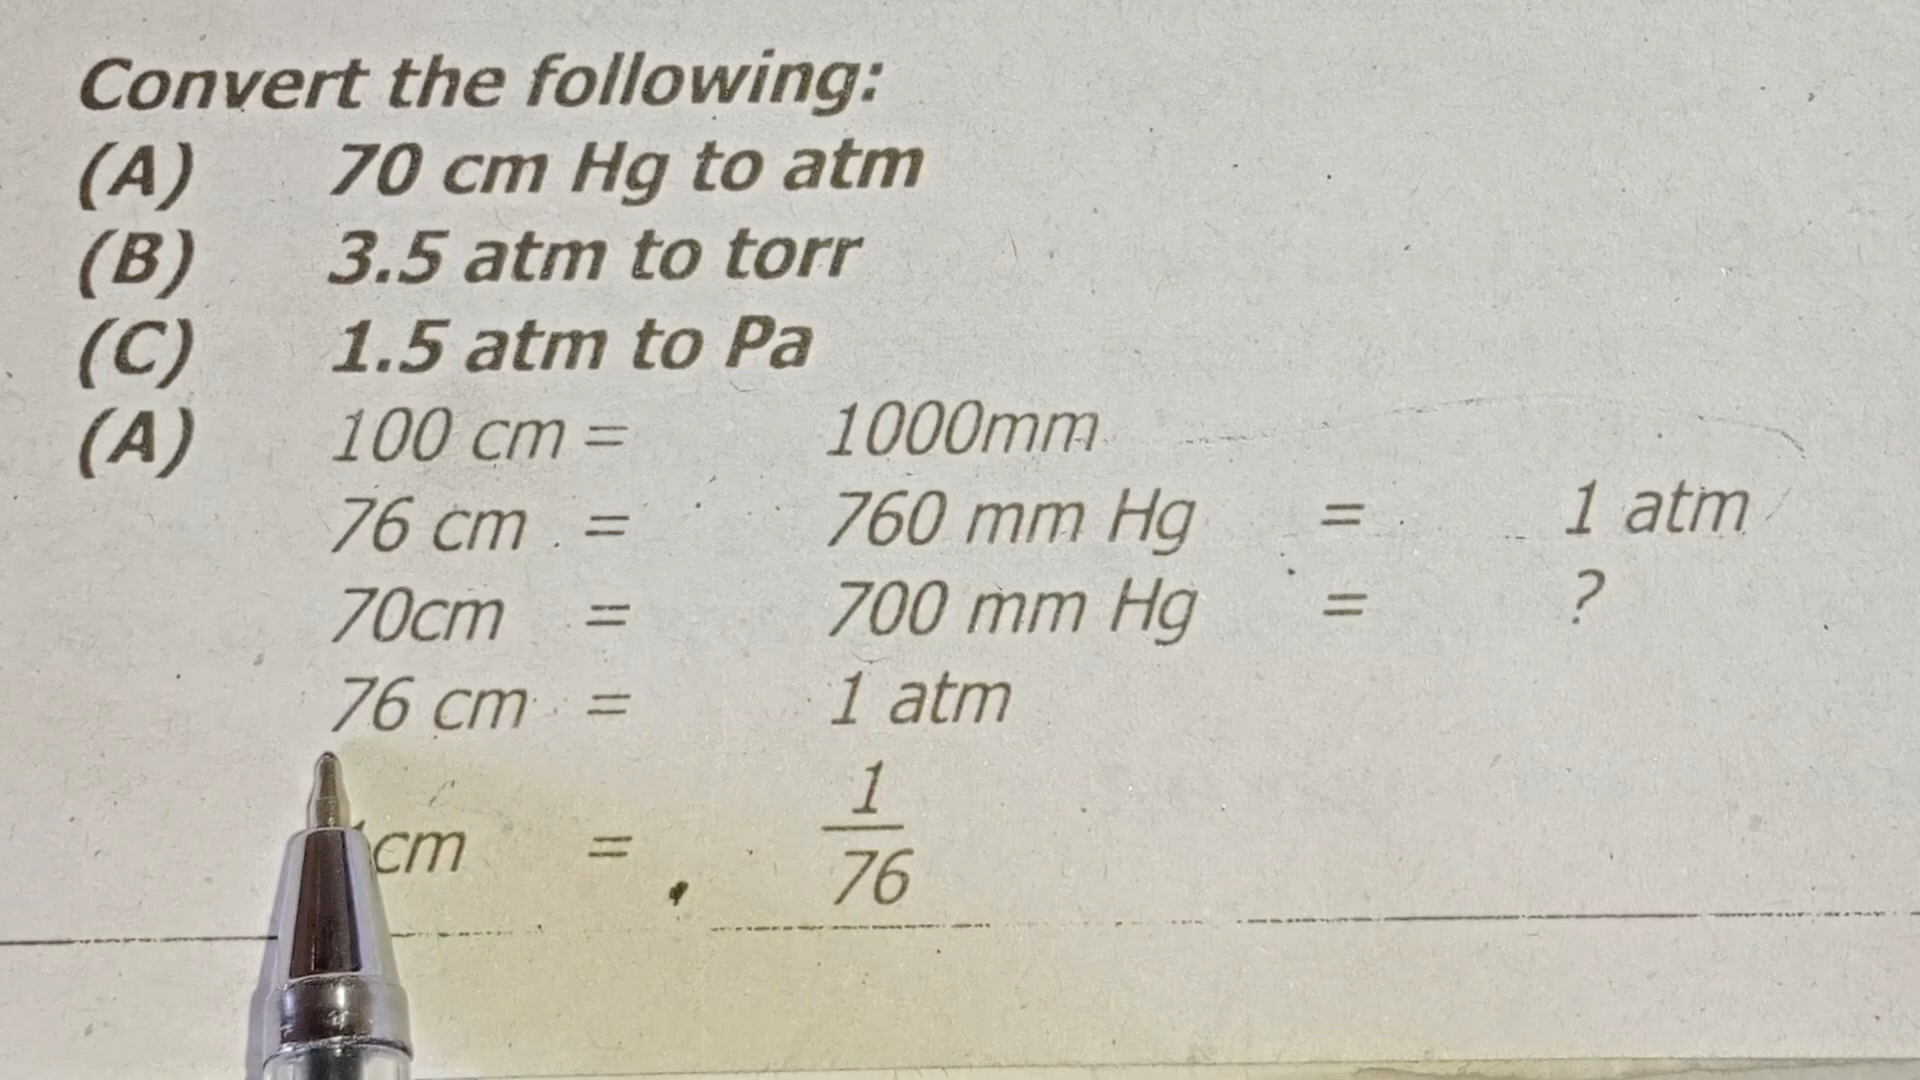 Convert the following:
(A) 70 cm Hg to atm
(B) 3.5 atm to torr
(C) 1.5 atm to Pa
(A) 100 cm = 1000mm
76 cm = 760 mm Hg = 1 atm
70cm = 700 mm Hg = ?
76 cm = 1 atm
cm = 1/76